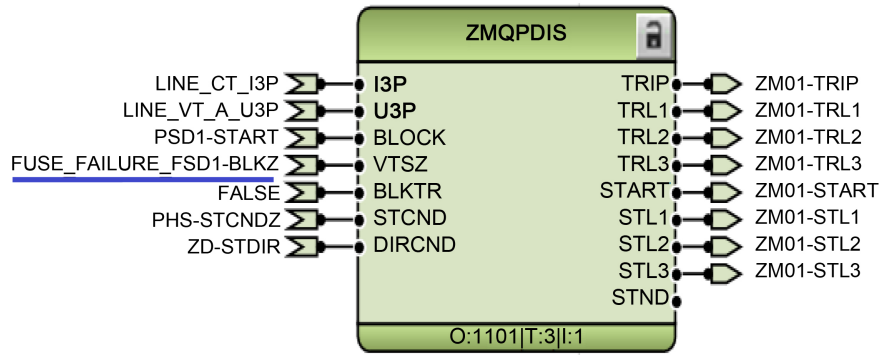 ZMQPDIS
LINE_CT_I3P I3P TRIP ZM01-TRIP
LINE_VT_A_U3P U3P TRL1 ZM01-TRL1
PSD1-START BLOCK TRL2 ZM01-TRL2
FUSE_FAILURE_FSD1-BLKZ VTSZ TRL3 ZM01-TRL3
FALSE BLKTR START ZM01-START
PHS-STCNDZ STCND STL1 ZM01-STL1
ZD-STDIR DIRCND STL2 ZM01-STL2
STL3 ZM01-STL3
STND
O:1101|T:3|I:1